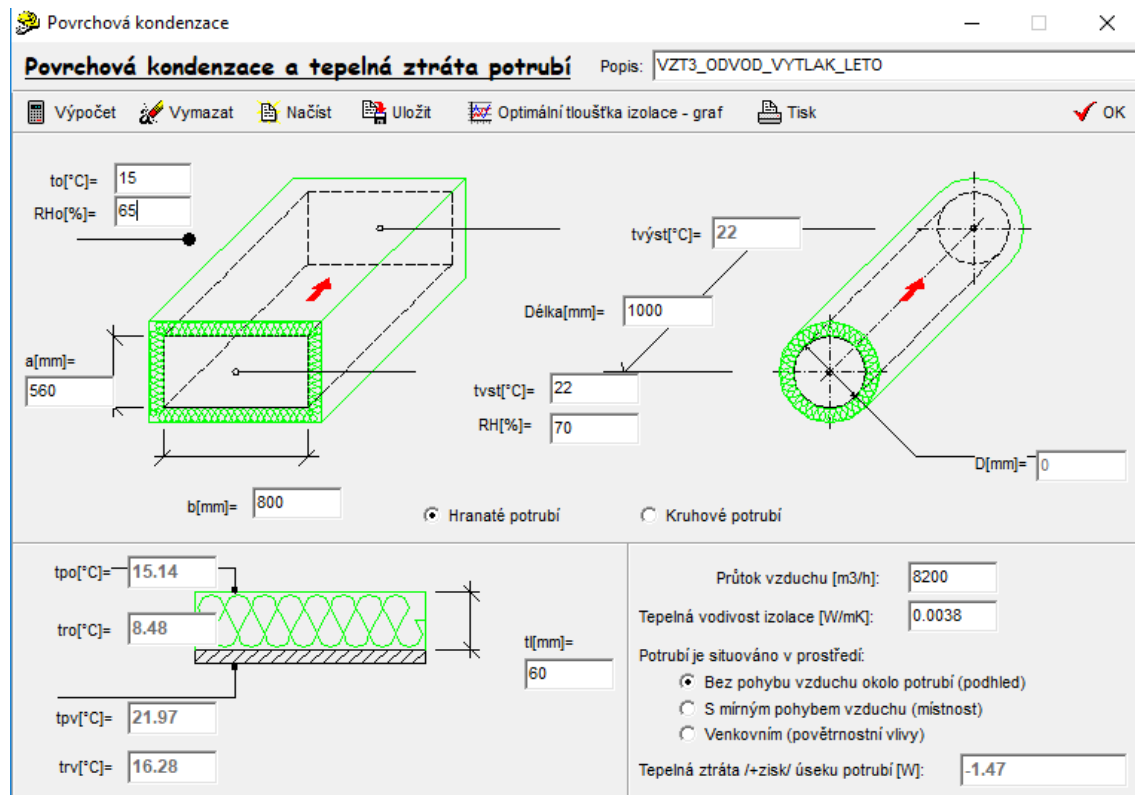 Povrchová kondenzace
Povrchová kondenzace a tepelná ztráta potrubí Popis: VZT3_ODVOD_VYTLAK_LETO
Výpočet Vymazat Načíst Uložit Optimální tloušťka izolace - graf Tisk OK
to[°C]= 15
RHo[%]= 65
tvýst[°C]= 22
Délka[mm]= 1000
a[mm]=
560
tvst[°C]= 22
RH[%]= 70
D[mm]= 0
b[mm]= 800
Hranaté potrubí Kruhové potrubí
tpo[°C]= 15.14
tro[°C]= 8.48
tl[mm]=
60
tpv[°C]= 21.97
trv[°C]= 16.28
Průtok vzduchu [m3/h]: 8200
Tepelná vodivost izolace [W/mK]: 0.0038
Potrubí je situováno v prostředí:
Bez pohybu vzduchu okolo potrubí (podhled)
S mírným pohybem vzduchu (místnost)
Venkovním (povětrnostní vlivy)
Tepelná ztráta /+zisk/ úseku potrubí [W]: -1.47